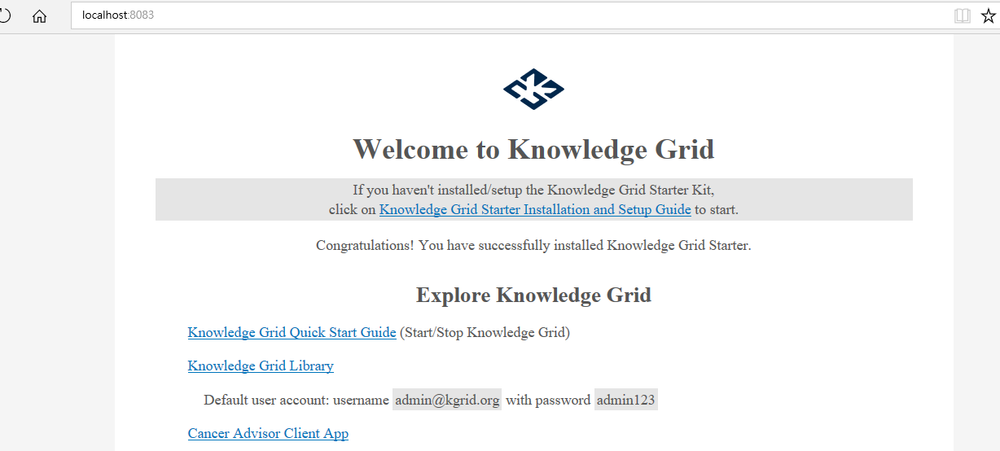 localhost:8083
Welcome to Knowledge Grid
If you haven't installed/setup the Knowledge Grid Starter Kit,
click on Knowledge Grid Starter Installation and Setup Guide to start.
Congratulations! You have successfully installed Knowledge Grid Starter.
Explore Knowledge Grid
Knowledge Grid Quick Start Guide (Start/Stop Knowledge Grid)
Knowledge Grid Library
Default user account: username admin@kgrid.org with password admin123
Cancer Advisor Client App